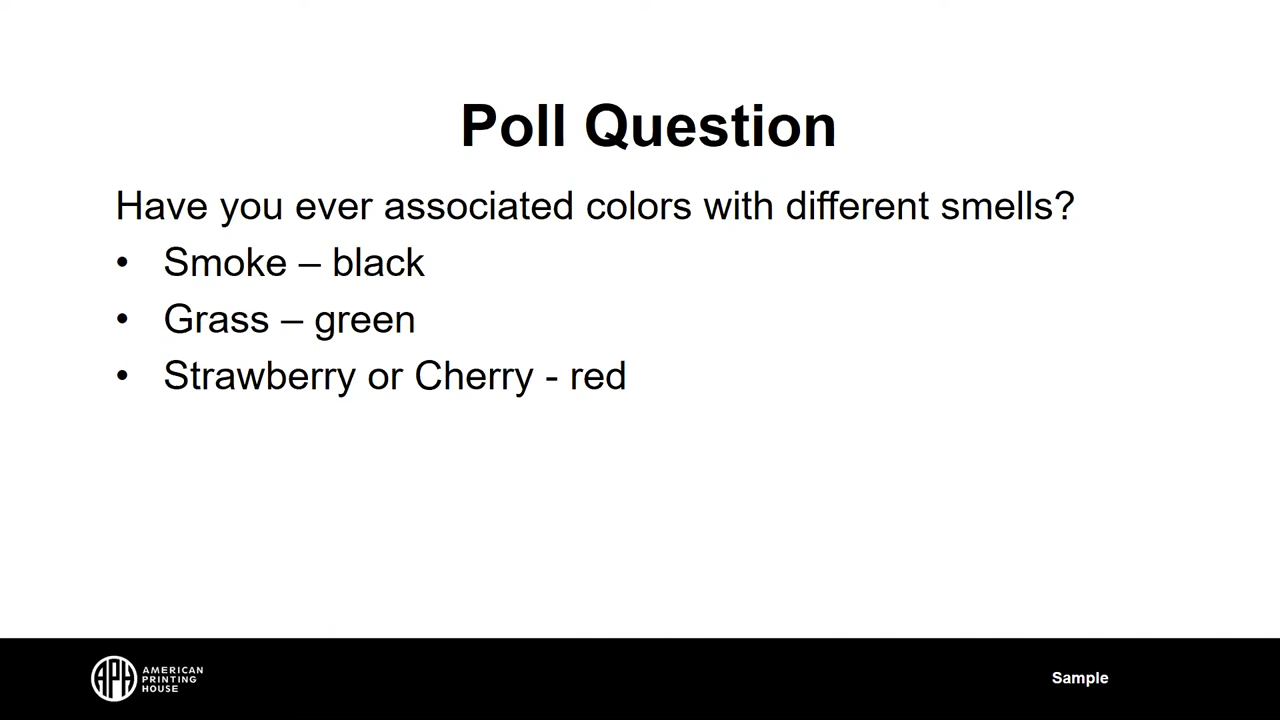 Poll Question
Have you ever associated colors with different smells?
• Smoke – black
• Grass – green
• Strawberry or Cherry - red
APH
AMERICAN
PRINTING
HOUSE
Sample